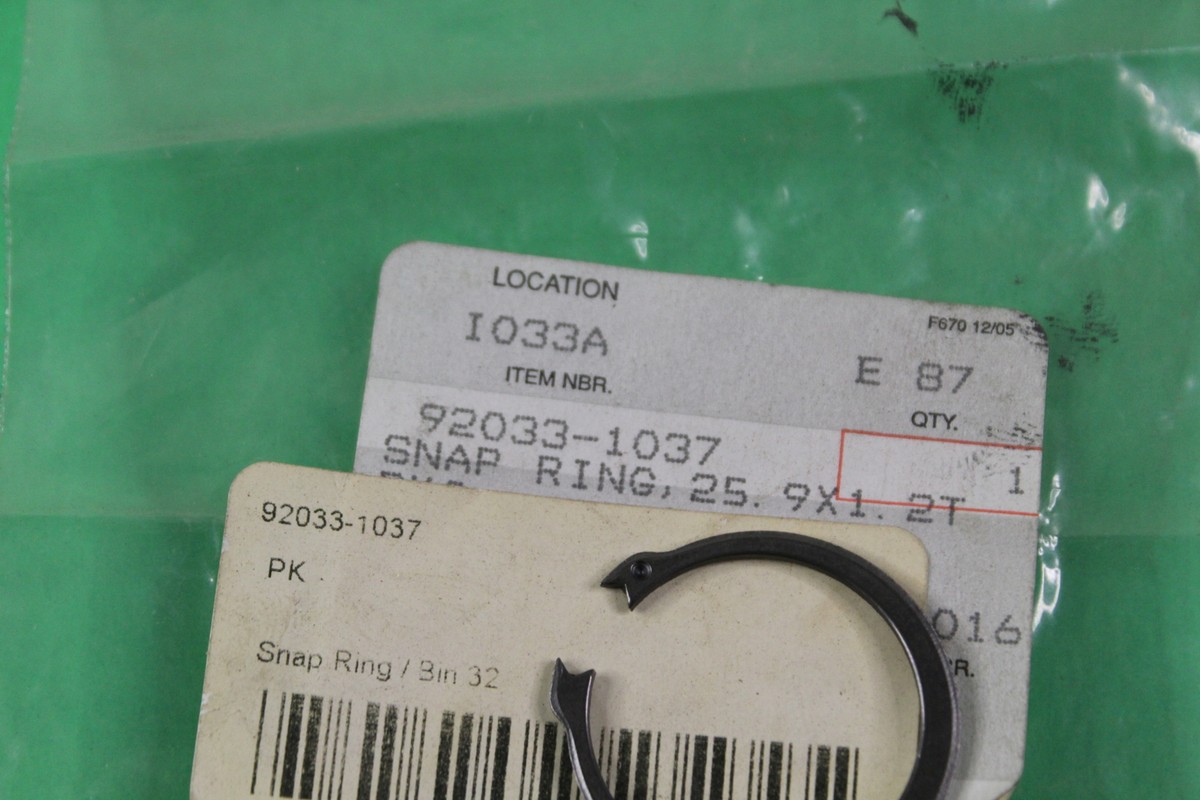 LOCATION
F670 12/05
I033A
E 87
ITEM NBR.
QTY.
92033-1037
1
SNAP RING, 25.9X1.2T
016
92033-1037
PK
Snap Ring / Bin 32